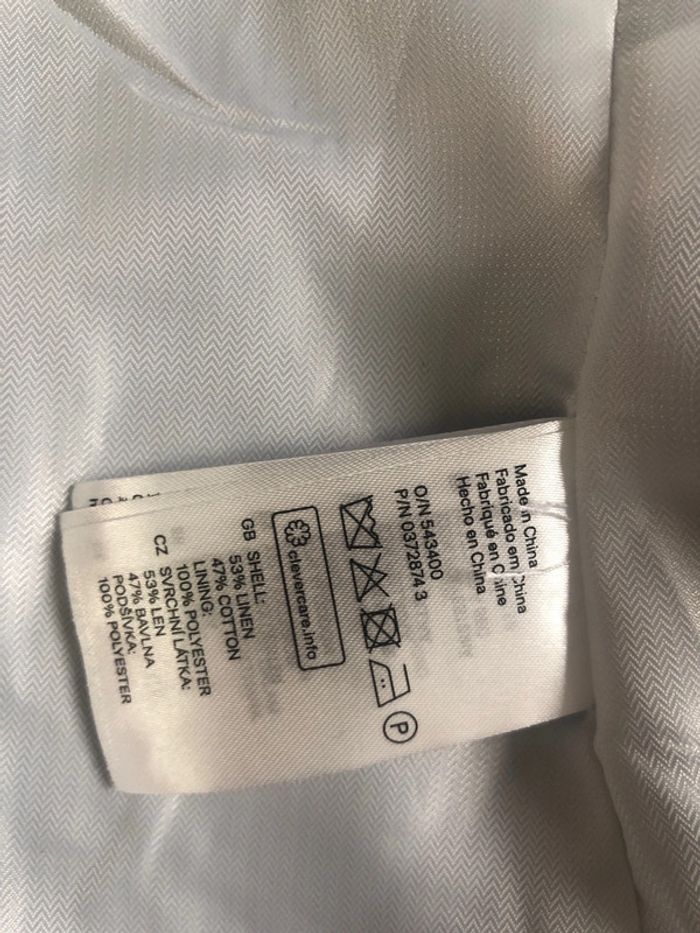 Made in China
Fabricado em China
Fabriqué en Chine
Hecho en China
O/N 543400
P/N 0372874 3
P
clevercare.info
GB SHELL:
53% LINEN
47% COTTON
LINING:
100% POLYESTER
CZ SVRCHNÍ LÁTKA:
53% LEN
47% BAVLNA
PODŠÍVKA:
100% POLYESTER